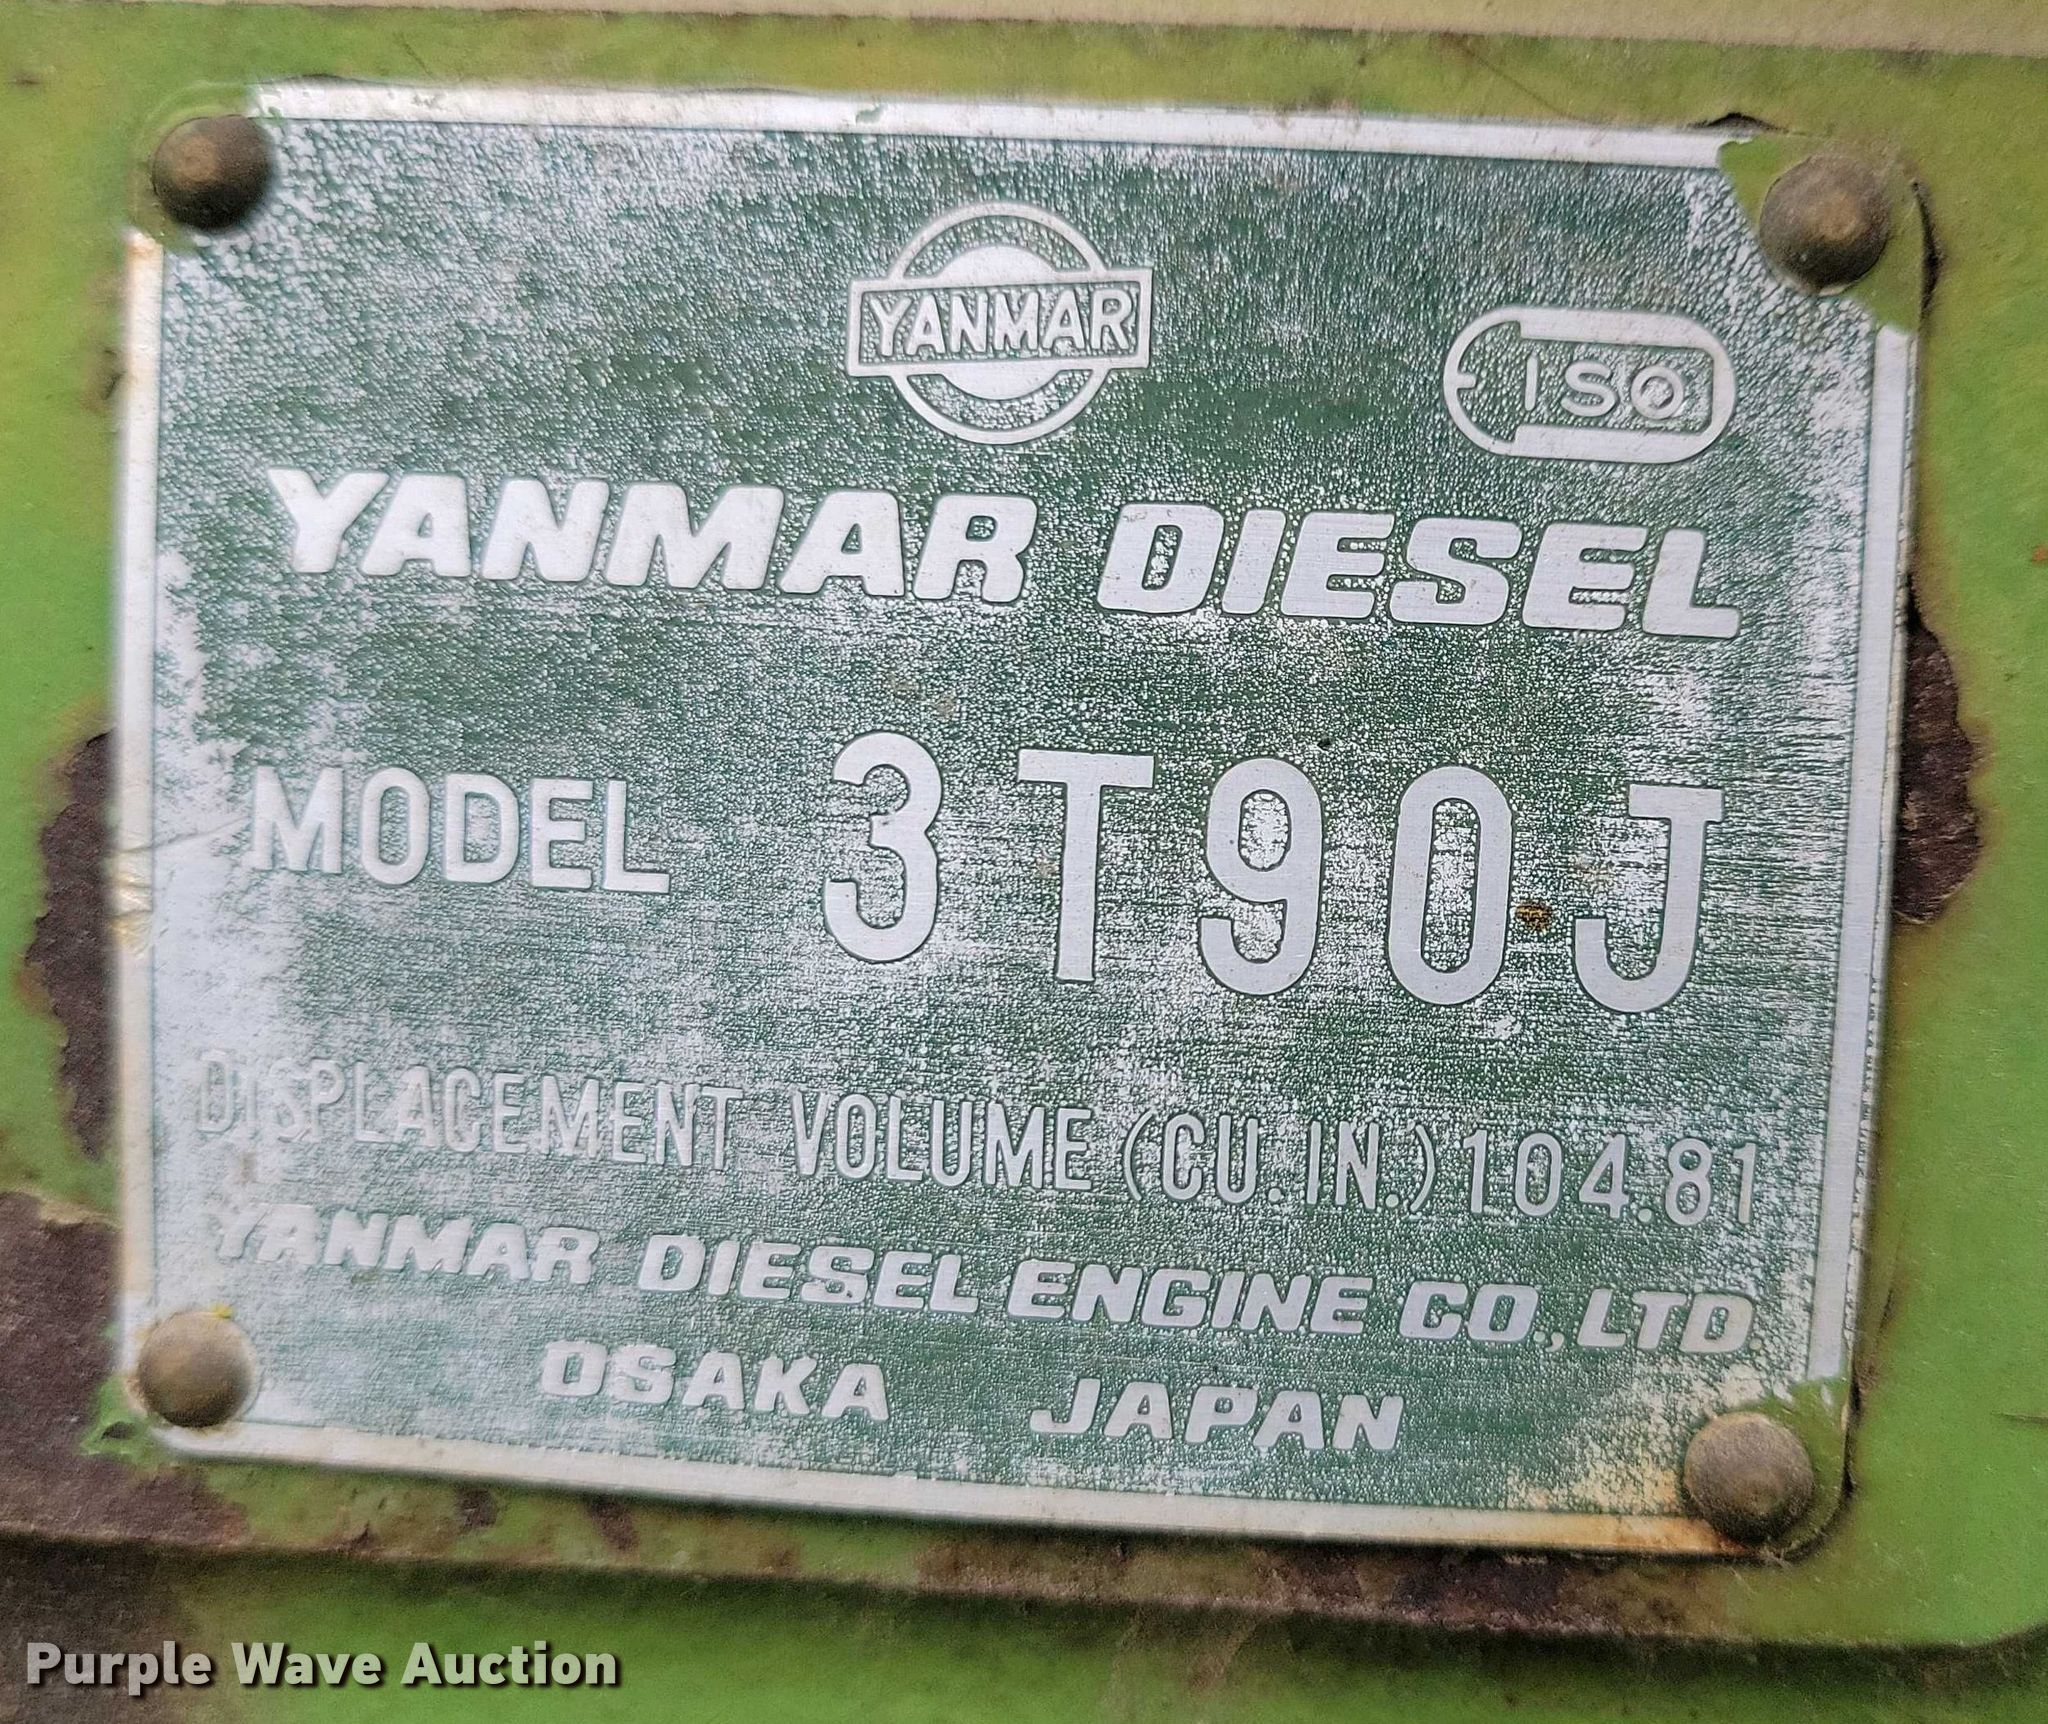 YANMAR
ISO
YANMAR DIESEL
MODEL 3T90J
DISPLACEMENT VOLUME (CU.IN.) 104.81
YANMAR DIESEL ENGINE CO.,LTD.
OSAKA JAPAN
Purple Wave Auction